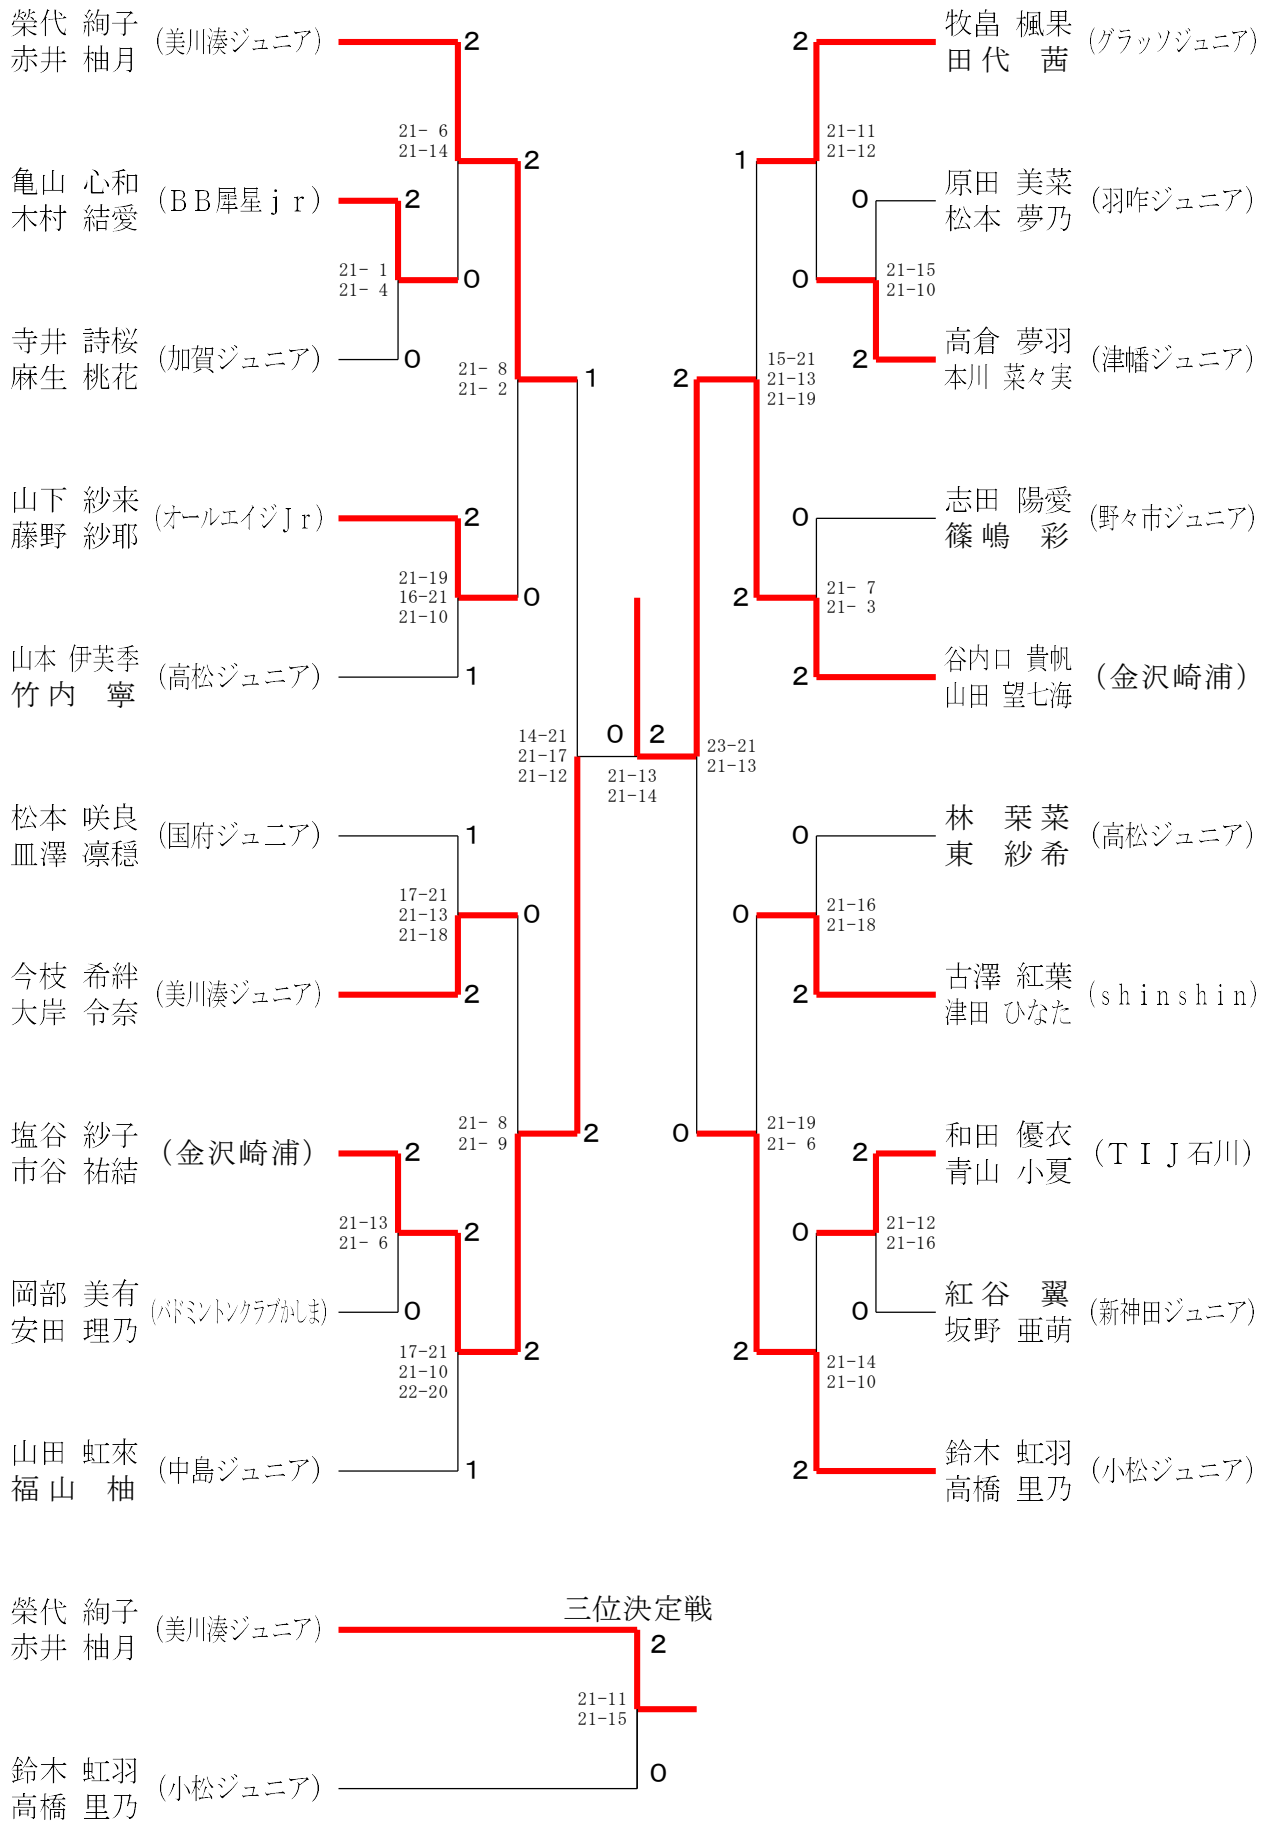 榮代 絢子
赤井 柚月
(美川湊ジュニア)
2
21- 6
21-14
2
亀山 心和
木村 結愛
(ＢＢ犀星ｊｒ)
2
21- 1
21- 4
0
寺井 詩桜
麻生 桃花
(加賀ジュニア)
0
21- 8
21- 2
1
山下 紗来
藤野 紗耶
(オールエイジＪｒ)
2
21-19
16-21
21-10
0
山本 伊芙季
竹内 寧
(高松ジュニア)
1
14-21
21-17
21-12
松本 咲良
皿澤 凛穏
(国府ジュニア)
1
17-21
21-13
21-18
0
今枝 希絆
大岸 令奈
(美川湊ジュニア)
2
塩谷 紗子
市谷 祐結
(金沢崎浦)
2
21- 8
21- 9
2
21-13
21- 6
2
岡部 美有
安田 理乃
(バドミントンクラブかしま)
0
17-21
21-10
22-20
2
山田 虹來
福山 柚
(中島ジュニア)
1
0 2
21-13
21-14
牧畠 楓果
田代 茜
(グラッソジュニア)
2
21-11
21-12
1
原田 美菜
松本 夢乃
(羽咋ジュニア)
0
21-15
21-10
0
高倉 夢羽
本川 菜々実
(津幡ジュニア)
2
15-21
21-13
21-19
2
志田 陽愛
篠嶋 彩
(野々市ジュニア)
0
21- 7
21- 3
2
谷内口 貴帆
山田 望七海
(金沢崎浦)
2
23-21
21-13
林 栞菜
東 紗希
(高松ジュニア)
0
21-16
21-18
0
古澤 紅葉
津田 ひなた
(ｓｈｉｎｓｈｉｎ)
2
21-19
21- 6
0
和田 優衣
青山 小夏
(ＴＩＪ石川)
2
21-12
21-16
0
紅谷 翼
坂野 亜萌
(新神田ジュニア)
0
21-14
21-10
2
鈴木 虹羽
高橋 里乃
(小松ジュニア)
2
三位決定戦
榮代 絢子
赤井 柚月
(美川湊ジュニア)
2
21-11
21-15
鈴木 虹羽
高橋 里乃
(小松ジュニア)
0